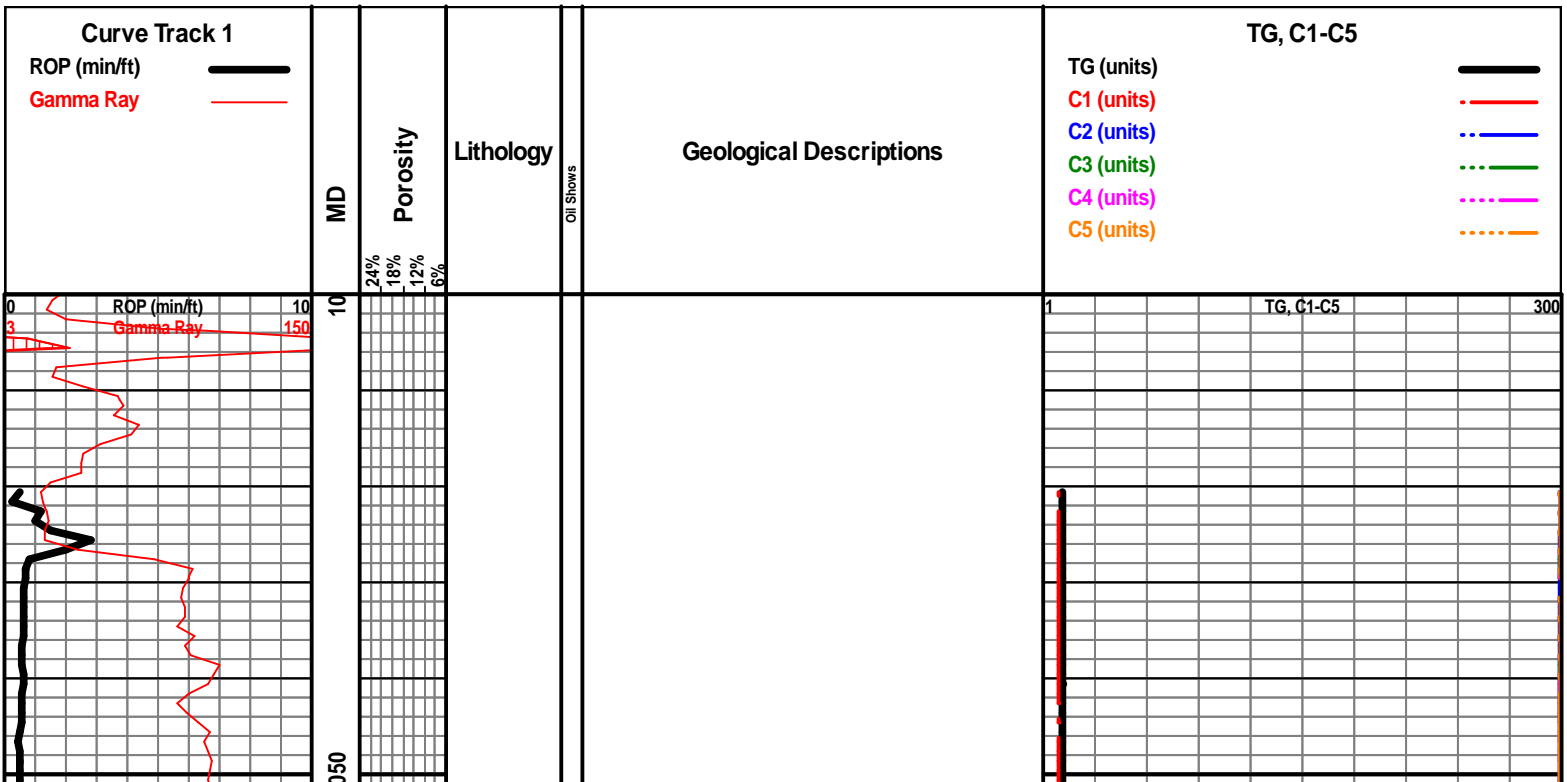 Curve Track 1
ROP (min/ft)
Gamma Ray
MD
Porosity
24%
18%
12%
6%
Lithology
Oil Shows
Geological Descriptions
TG, C1-C5
TG (units)
C1 (units)
C2 (units)
C3 (units)
C4 (units)
C5 (units)
0 ROP (min/ft) 10
3 Gamma Ray 150
10
1 TG, C1-C5 300